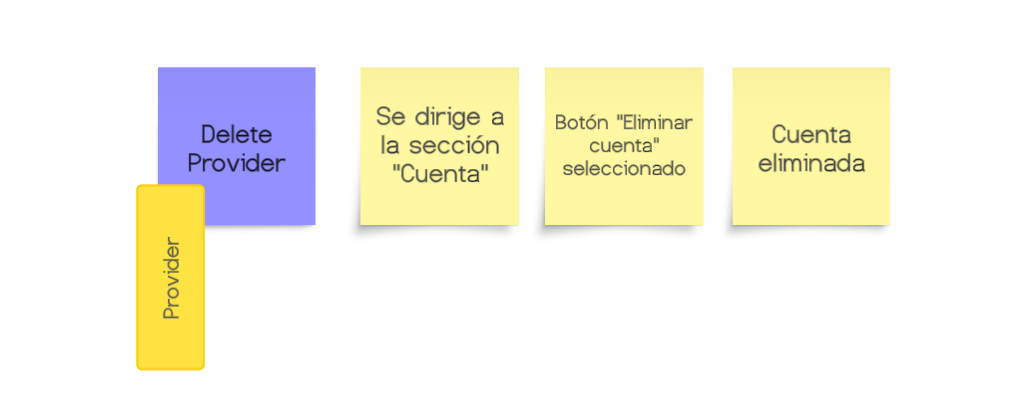 Delete
Provider
Provider
Se dirige a
la sección
"Cuenta"
Botón "Eliminar
cuenta"
seleccionado
Cuenta
eliminada